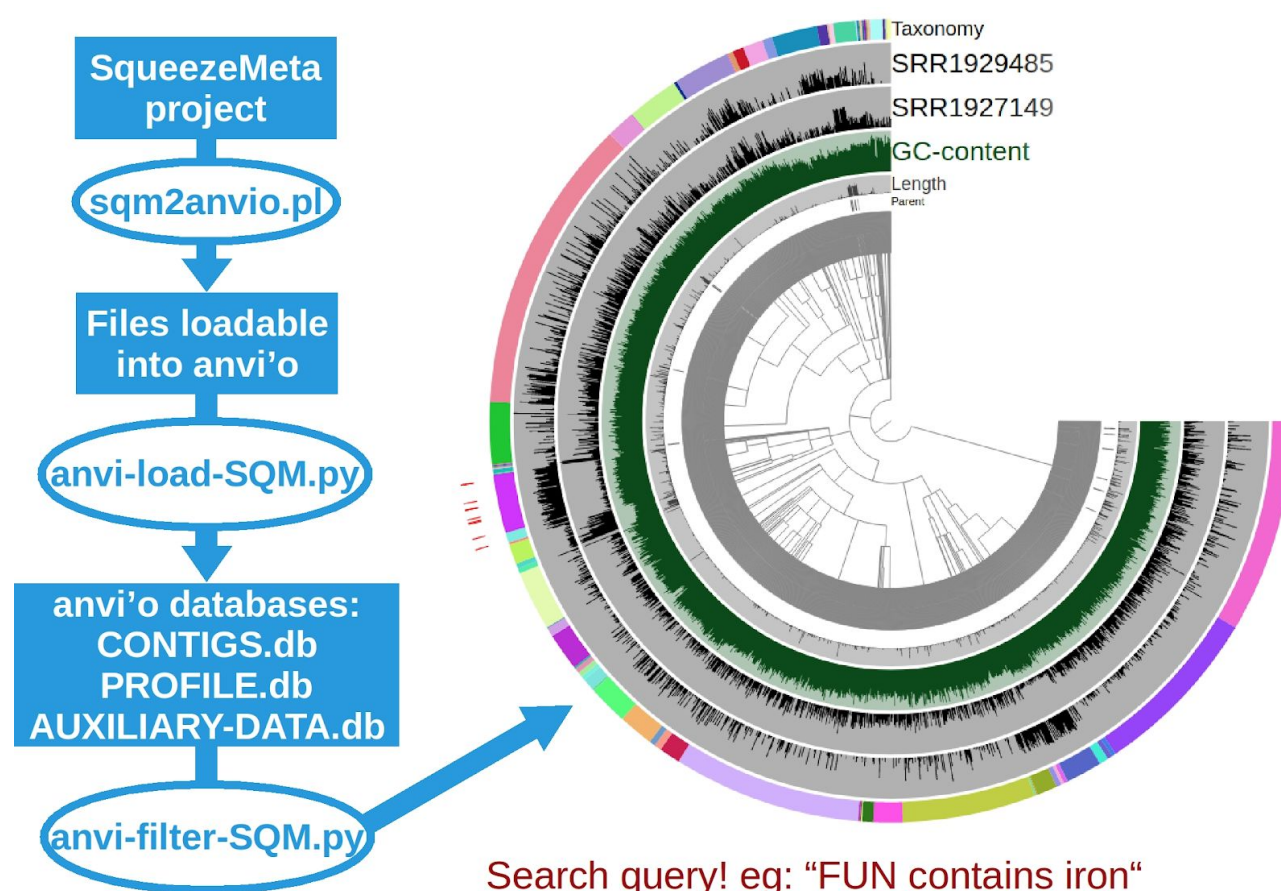 SqueezeMeta
project
sqm2anvio.pl
Files loadable
into anvi’o
anvi-load-SQM.py
anvi’o databases:
CONTIGS.db
PROFILE.db
AUXILIARY-DATA.db
anvi-filter-SQM.py
Taxonomy
SRR1929485
SRR1927149
GC-content
Length
Parent
Search query! eg: “FUN contains iron“